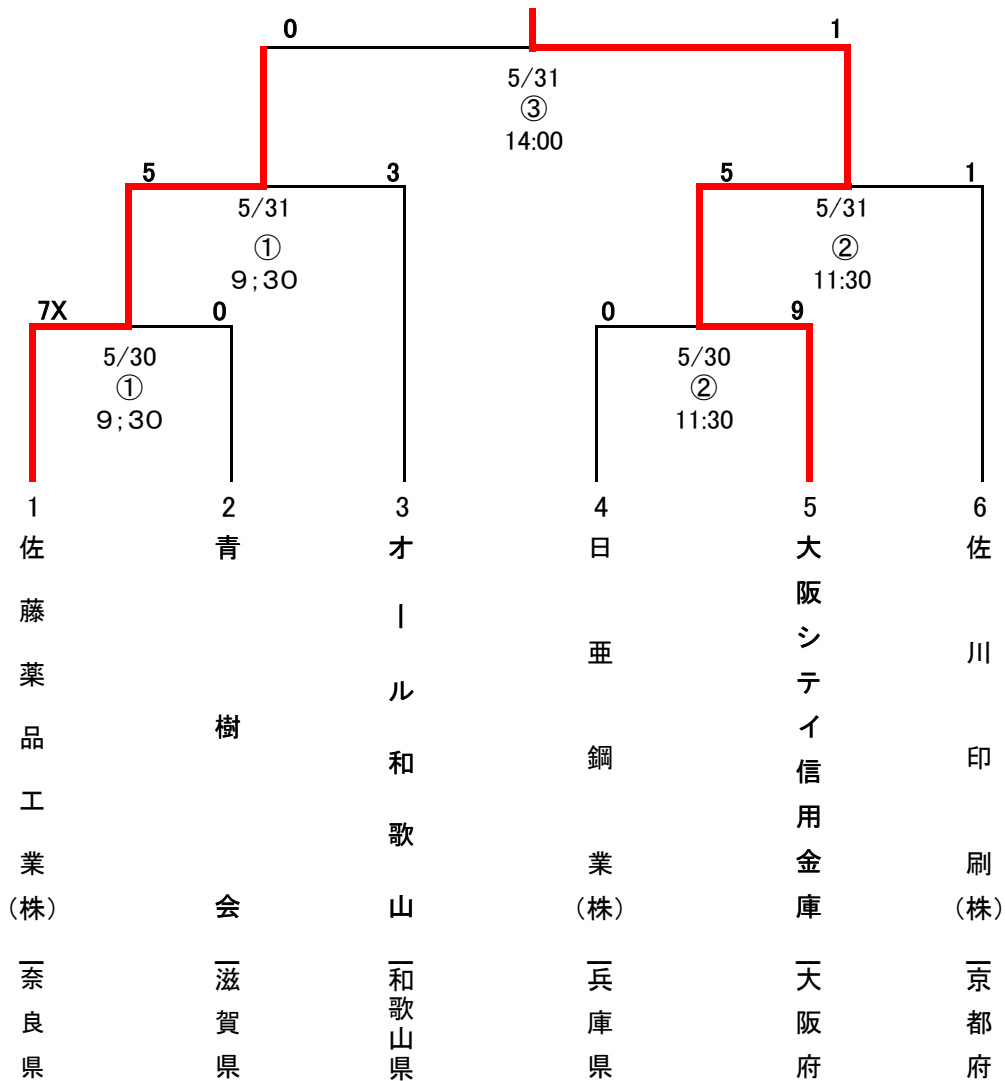 0 1
5/31
③
14:00
5 3 5 1
5/31 5/31
① ②
9;30 11:30
7X 0 0 9
5/30 5/30
① ②
9;30 11:30
1 2 3 4 5 6
佐藤薬品工業(株)
奈良県
青樹会
滋賀県
オール和歌山
和歌山県
日亜鋼業(株)
兵庫県
大阪シテイ信用金庫
大阪府
佐川印刷(株)
京都府